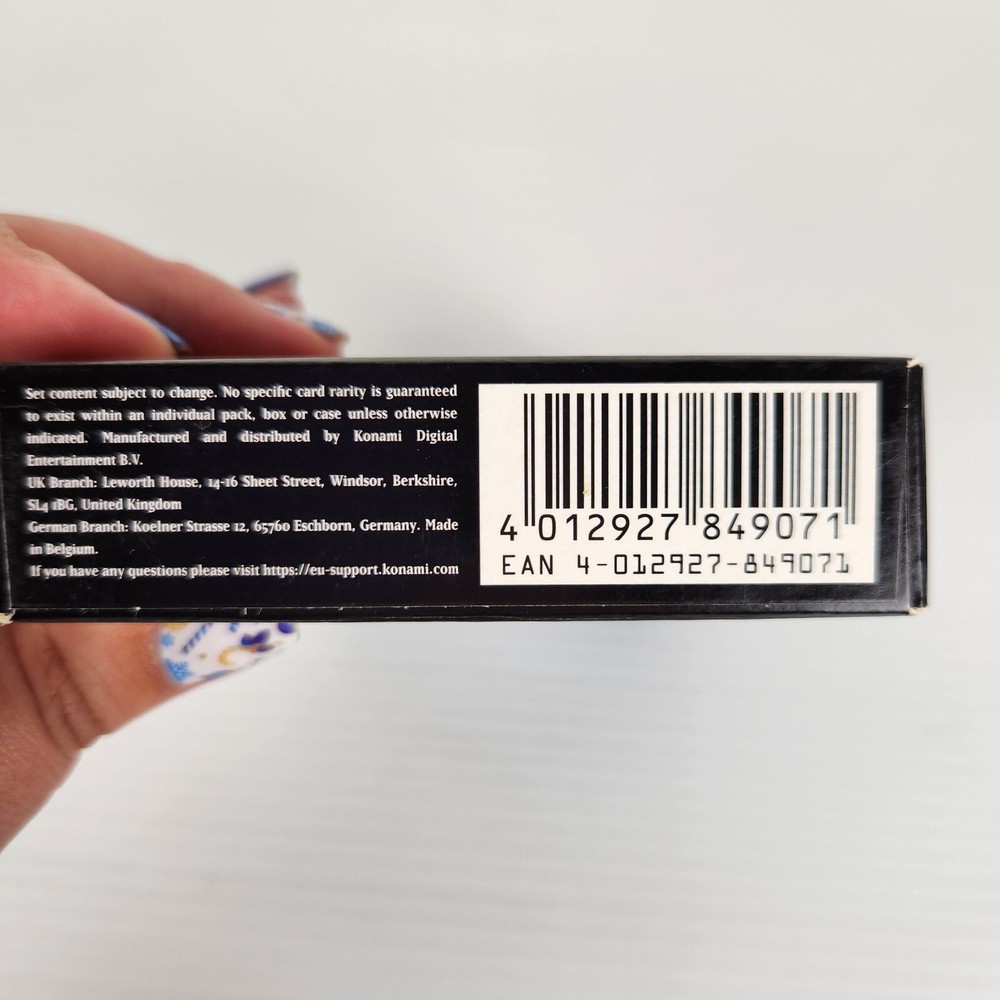 Set content subject to change. No specific card rarity is guaranteed
to exist within an individual pack, box or case unless otherwise
indicated. Manufactured and distributed by Konami Digital
Entertainment B.V.
UK Branch: Leworth House, 14-16 Sheet Street, Windsor, Berkshire,
SL4 1BG, United Kingdom
German Branch: Koelner Strasse 12, 65760 Eschborn, Germany. Made
in Belgium.
If you have any questions please visit https://eu-support.konami.com
4 012927 849071
EAN 4-012927-849071